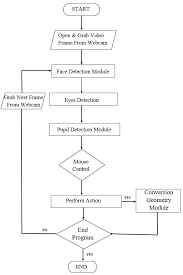 START
Open & Grab Video
Frame From Webcam
Face Detection Module
Grab Next Frame
From Webcam
Eyes Detection
Pupil Detection Module
Mouse
Control
Perform Action
YES
Conversion
Geometry
Module
End
Program
NO
YES
END